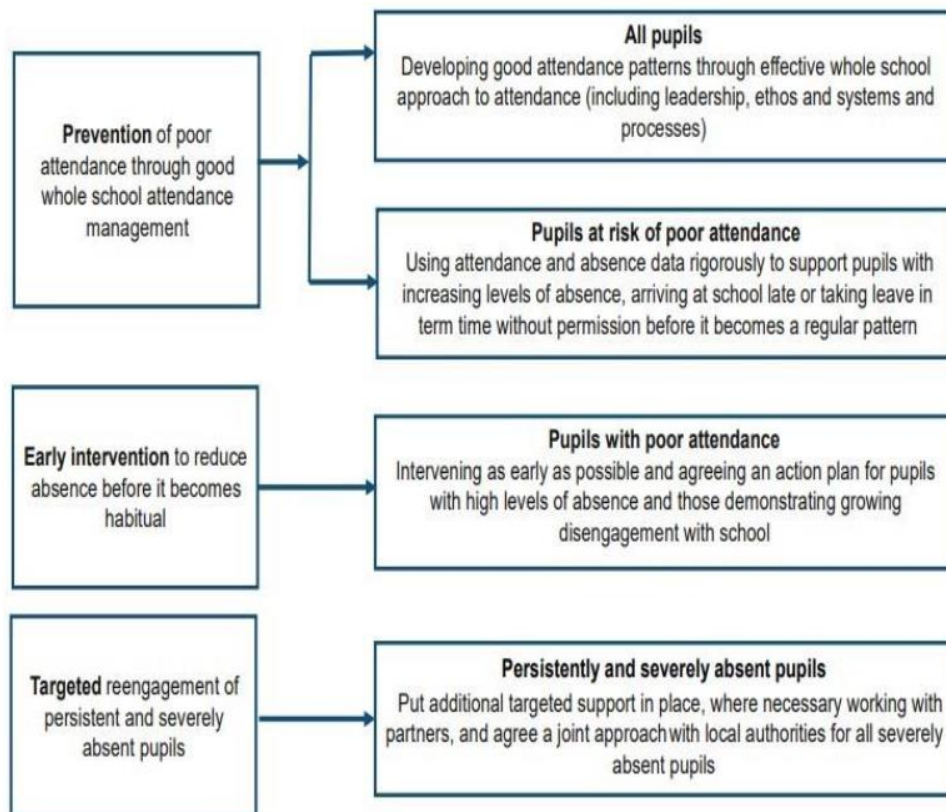 Prevention of poor
attendance through good
whole school attendance
management
All pupils
Developing good attendance patterns through effective whole school
approach to attendance (including leadership, ethos and systems and
processes)
Pupils at risk of poor attendance
Using attendance and absence data rigorously to support pupils with
increasing levels of absence, arriving at school late or taking leave in
term time without permission before it becomes a regular pattern
Early intervention to reduce
absence before it becomes
habitual
Pupils with poor attendance
Intervening as early as possible and agreeing an action plan for pupils
with high levels of absence and those demonstrating growing
disengagement with school
Targeted reengagement of
persistent and severely
absent pupils
Persistently and severely absent pupils
Put additional targeted support in place, where necessary working with
partners, and agree a joint approach with local authorities for all severely
absent pupils